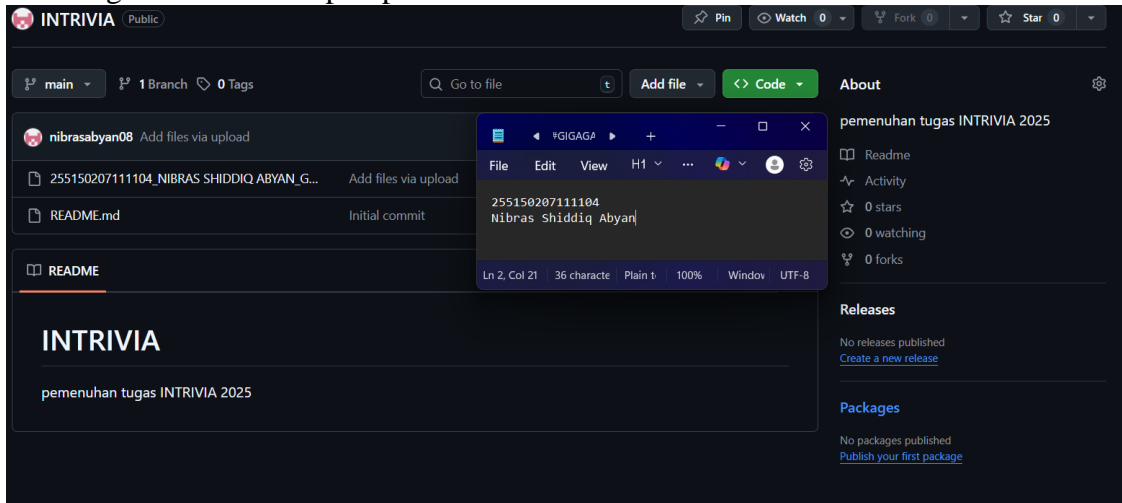 INTRIVIA Public
Pin
Watch 0
Fork 0
Star 0
main
1 Branch
0 Tags
Go to file
t
Add file
Code
About
pemenuhan tugas INTRIVIA 2025
Readme
Activity
0 stars
0 watching
0 forks
Releases
No releases published
Create a new release
Packages
No packages published
Publish your first package
nibrasabyan08 Add files via upload
255150207111104_NIBRAS SHIDDIQ ABYAN_G... Add files via upload
README.md Initial commit
README
INTRIVIA
pemenuhan tugas INTRIVIA 2025
File Edit View H1 ...
255150207111104
Nibras Shiddiq Abyan
Ln 2, Col 21 36 characte Plain t 100% Window UTF-8